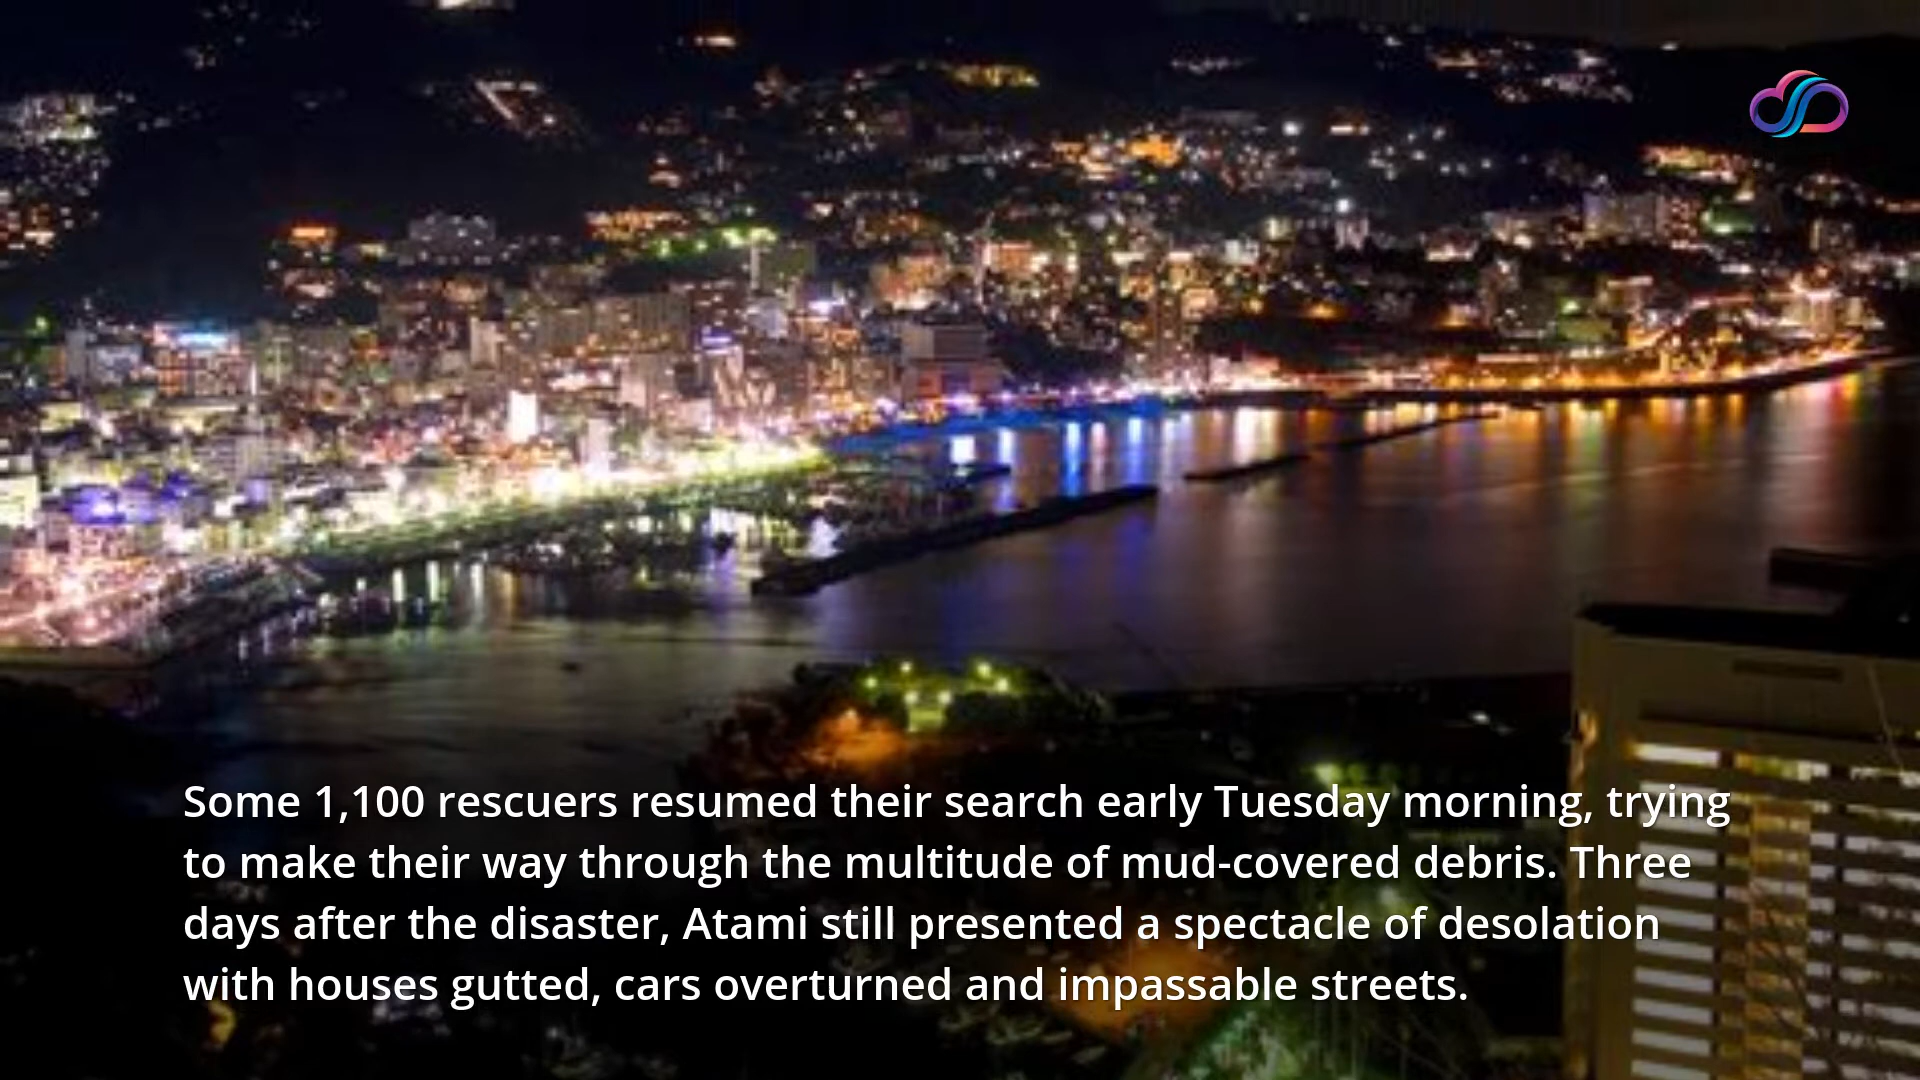 Some 1,100 rescuers resumed their search early Tuesday morning, trying
to make their way through the multitude of mud-covered debris. Three
days after the disaster, Atami still presented a spectacle of desolation
with houses gutted, cars overturned and impassable streets.